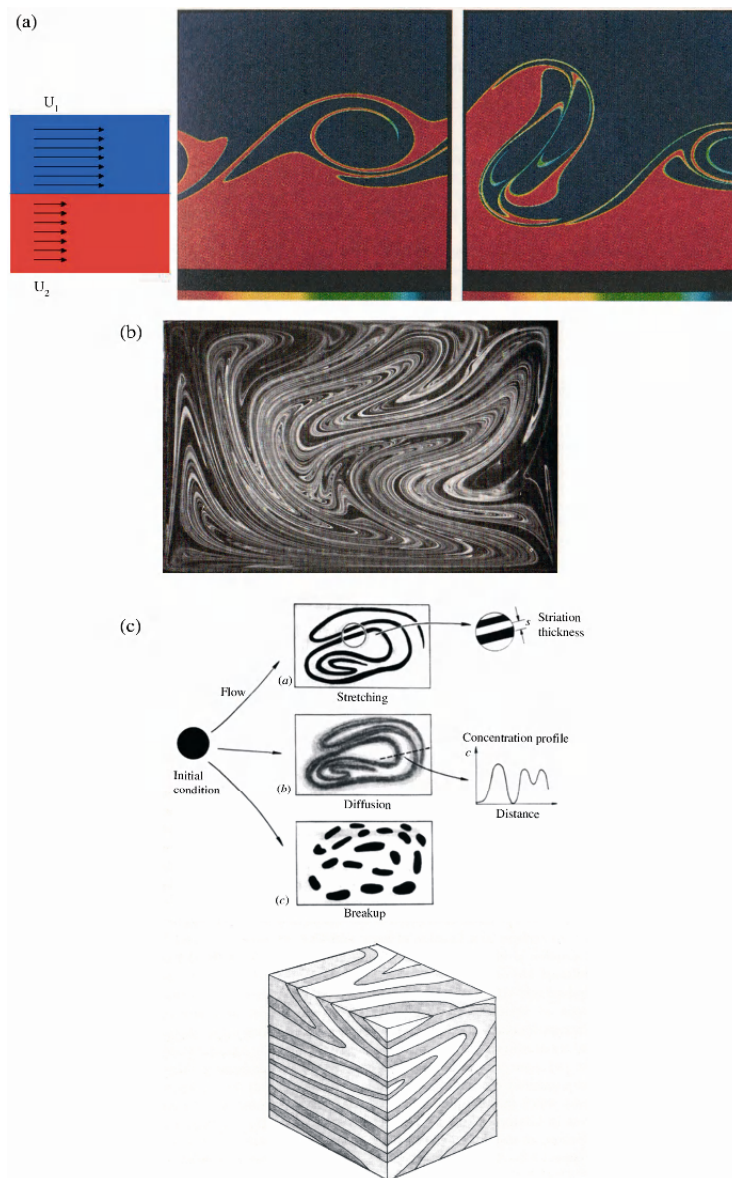 (a)
U1
U2
(b)
(c)
Flow
(a)
Stretching
s
Striation
thickness
Initial
condition
(b)
Diffusion
Concentration profile
c
Distance
(c)
Breakup